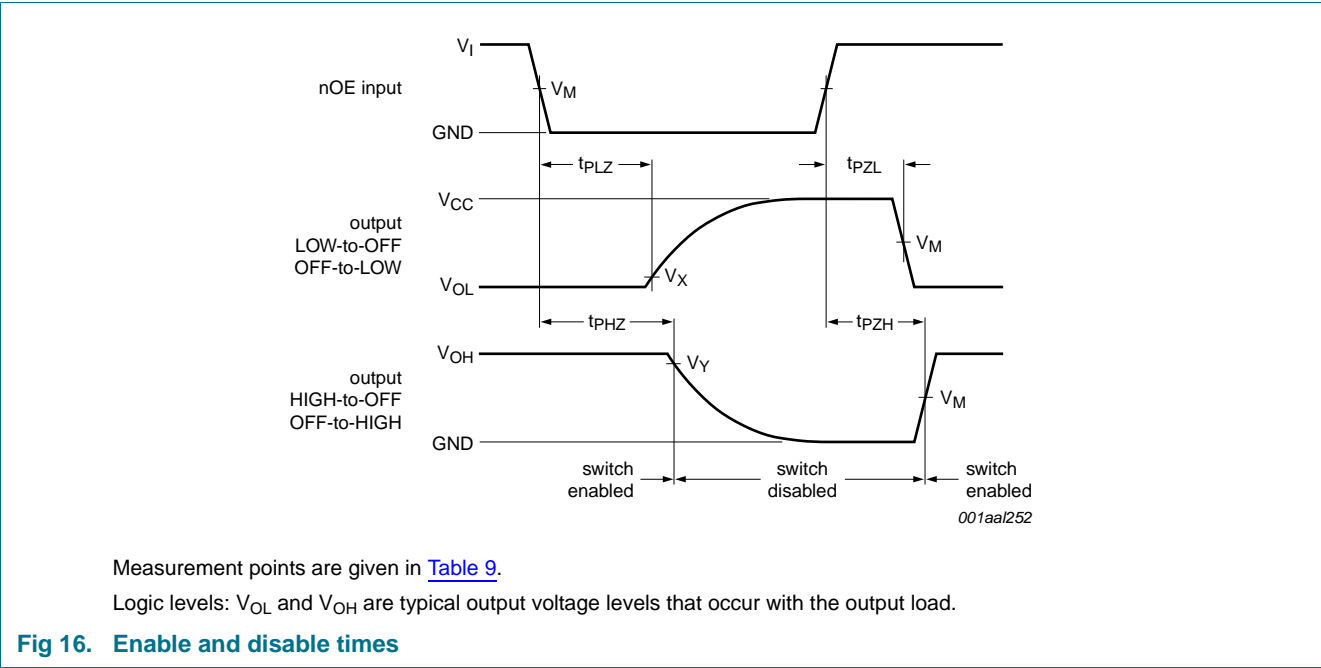 VI
nOE input
VM
GND
tPLZ
tPZL
VCC
output
LOW-to-OFF
OFF-to-LOW
VM
VX
VOL
tPHZ
tPZH
VOH
VY
output
HIGH-to-OFF
OFF-to-HIGH
VM
GND
switch
enabled
switch
disabled
switch
enabled
001aal252
Measurement points are given in Table 9.
Logic levels: VOL and VOH are typical output voltage levels that occur with the output load.
Fig 16. Enable and disable times